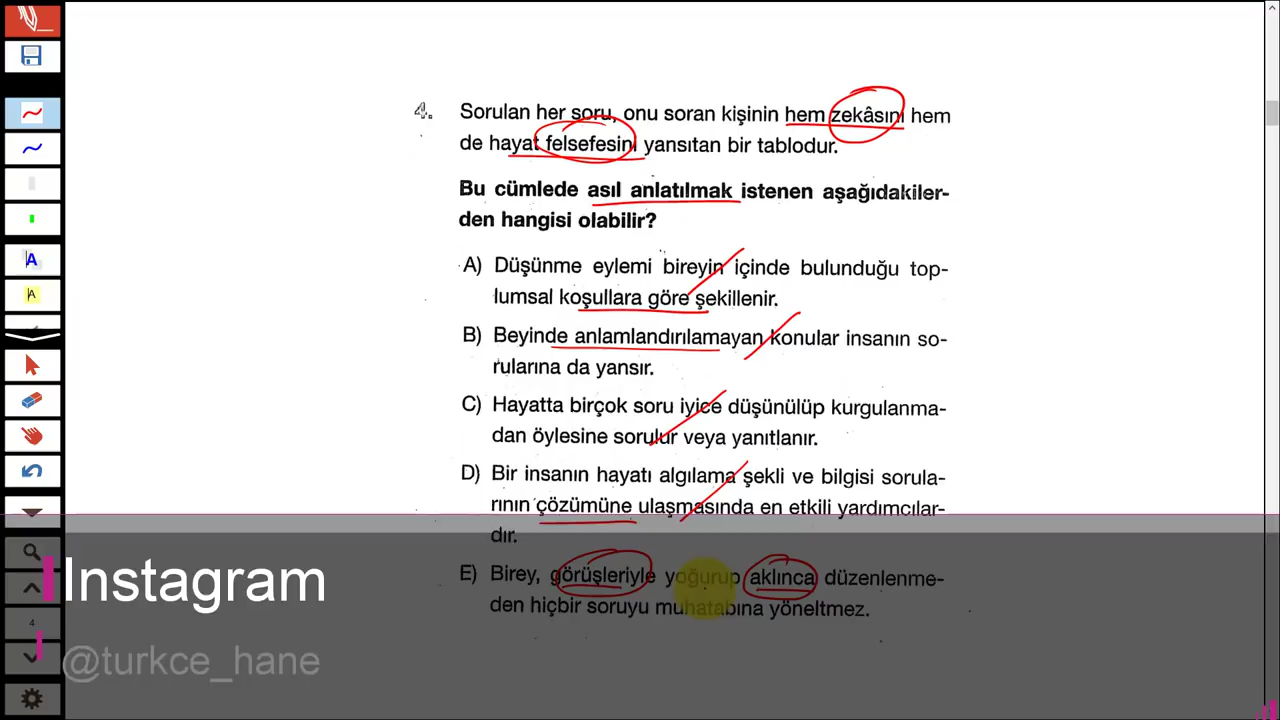 4. Sorulan her soru, onu soran kişinin hem zekâsını hem
de hayat felsefesini yansıtan bir tablodur.
Bu cümlede asıl anlatılmak istenen aşağıdakiler-
den hangisi olabilir?
A) Düşünme eylemi bireyin içinde bulunduğu top-
lumsal koşullara göre şekillenir.
B) Beyinde anlamlandırılamayan konular insanın so-
rularına da yansır.
C) Hayatta birçok soru iyice düşünülüp kurgulanma-
dan öylesine sorulur veya yanıtlanır.
D) Bir insanın hayatı algılama şekli ve bilgisi sorula-
rının çözümüne ulaşmasında en etkili yardımcılar-
dır.
E) Birey, görüşleriyle yoğurup aklınca düzenlenme-
den hiçbir soruyu muhatabına yöneltmez.
Instagram
@turkce_hane
A
A
4